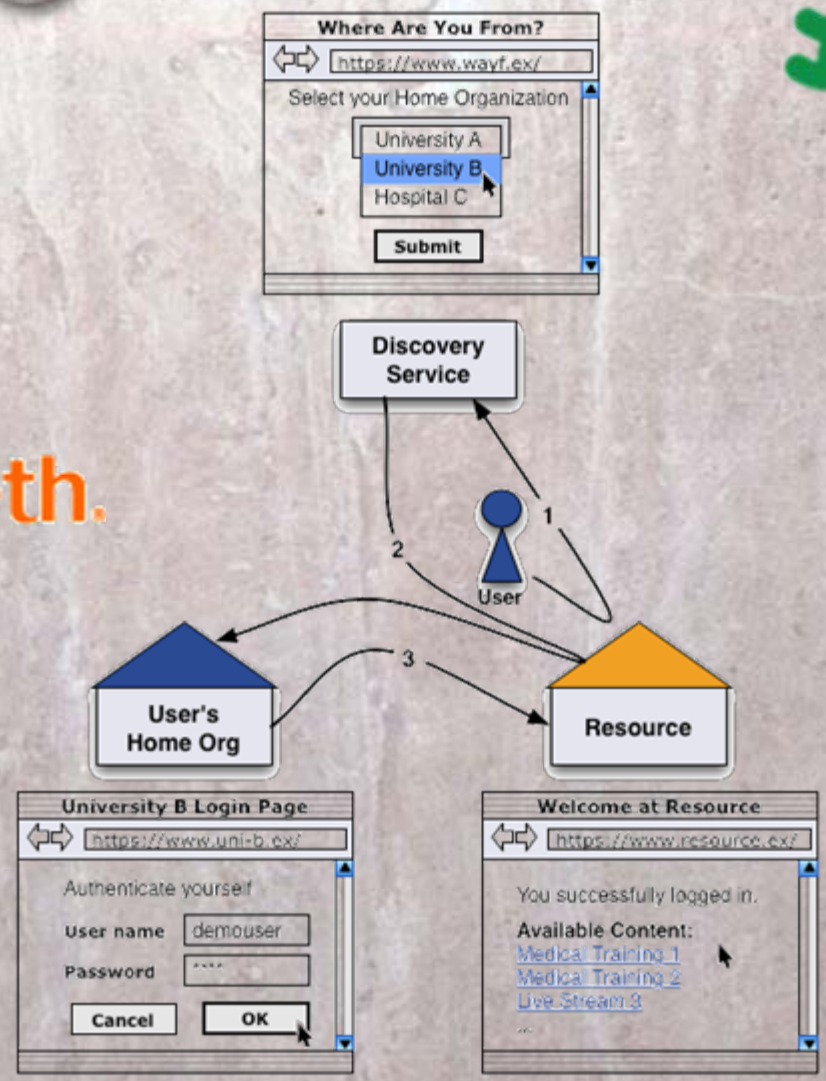 Where Are You From?
https://www.wayf.ex/
Select your Home Organization
University A
University B
Hospital C
Submit
Discovery
Service
1
th.
2
User
3
User's
Home Org
Resource
University B Login Page
https://www.uni-b.ex/
Authenticate yourself
User name demouser
Password ****
Cancel OK
Welcome at Resource
https://www.resource.ex/
You successfully logged in.
Available Content:
Medical Training 1
Medical Training 2
Live Stream 3
...